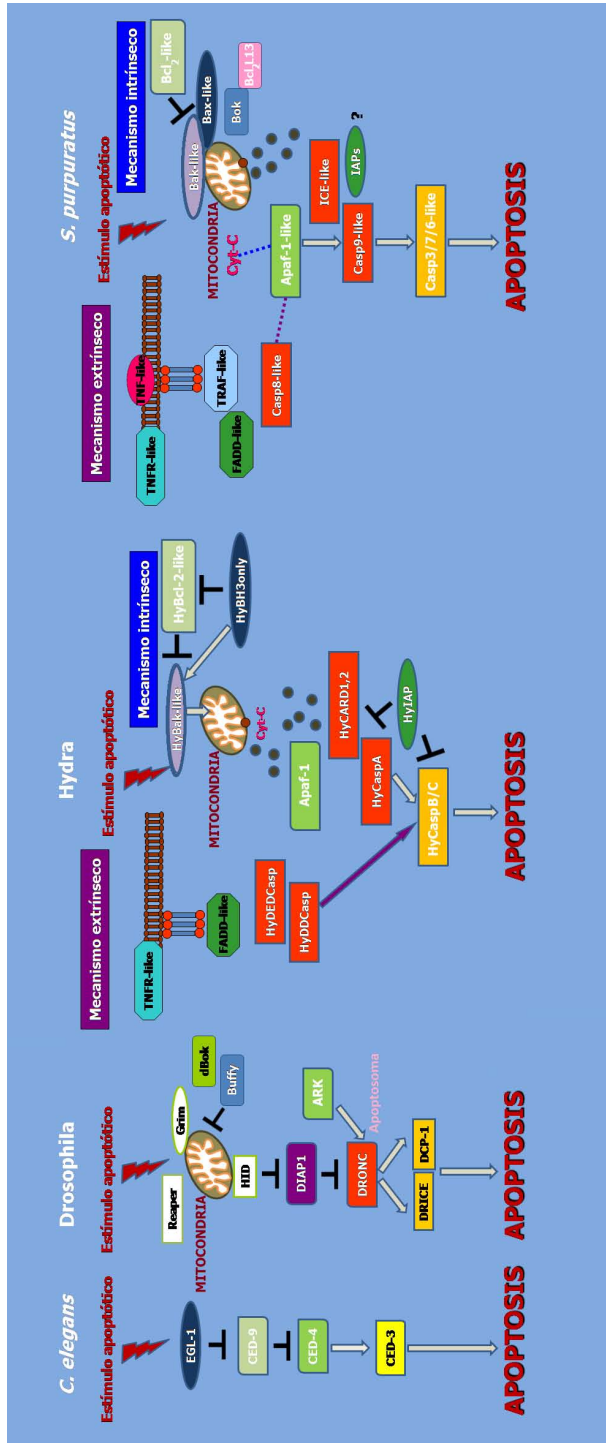 C. elegans
Estímulo apoptótico
EGL-1
CED-9
CED-4
CED-3
APOPTOSIS
Drosophila
Estímulo apoptótico
Reaper
Grim
MITOCONDRIA
dBok
Buffy
HID
DIAP1
ARK
Apoptosoma
DRONC
DRICE
DCP-1
APOPTOSIS
Hydra
Mecanismo extrínseco
TNFR-like
FADD-like
HyDEDCasp
HyDDCasp
Estímulo apoptótico
Mecanismo intrínseco
HyBak-like
HyBcl-2-like
HyBH3only
MITOCONDRIA
Cyt-C
Apaf-1
HyCARD1,2
HyCaspA
HyIAP
HyCaspB/C
APOPTOSIS
S. purpuratus
Mecanismo extrínseco
TNFR-like
TNF-like
TRAF-like
FADD-like
Casp8-like
Estímulo apoptótico
Mecanismo intrínseco
Bcl2-like
Bak-like
Bax-like
Bok
Bcl2L13
MITOCONDRIA
Cyt-C
Apaf-1-like
ICE-like
Casp9-like
IAPs
?
Casp3/7/6-like
APOPTOSIS